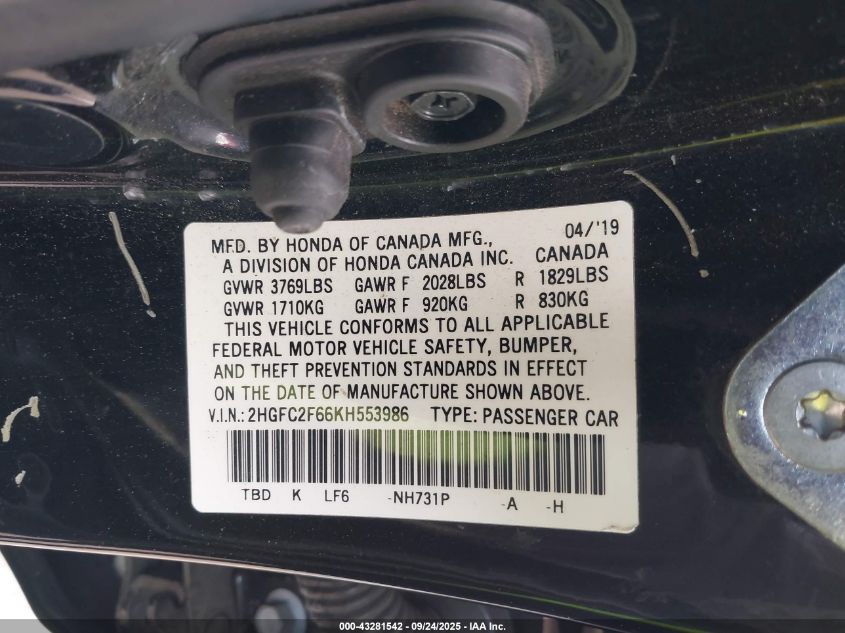 04/'19
MFD. BY HONDA OF CANADA MFG.,
A DIVISION OF HONDA CANADA INC. CANADA
GVWR 3769LBS GAWR F 2028LBS R 1829LBS
GVWR 1710KG GAWR F 920KG R 830KG
THIS VEHICLE CONFORMS TO ALL APPLICABLE
FEDERAL MOTOR VEHICLE SAFETY, BUMPER,
AND THEFT PREVENTION STANDARDS IN EFFECT
ON THE DATE OF MANUFACTURE SHOWN ABOVE.
V.I.N.: 2HGFC2F66KH553986 TYPE: PASSENGER CAR
TBD K LF6 -NH731P -A -H
000-43281542 - 09/24/2025 - IAA Inc.